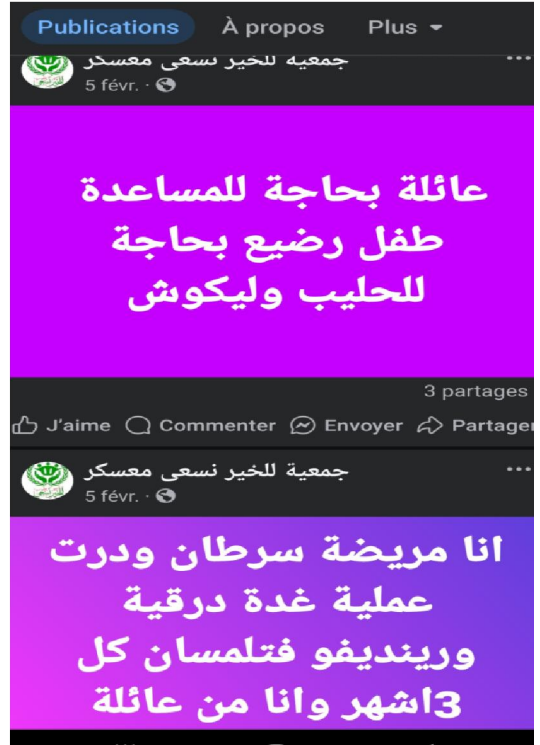 Publications À propos Plus
جمعية للخير نسعى معسكر
5 févr.
عائلة بحاجة للمساعدة
طفل رضيع بحاجة
للحليب وليكوش
3 partages
J'aime Commenter Envoyer Partager
جمعية للخير نسعى معسكر
5 févr.
انا مريضة سرطان ودرت
عملية غدة درقية
ورينديفو فتلمسان كل
3اشهر وانا من عائلة